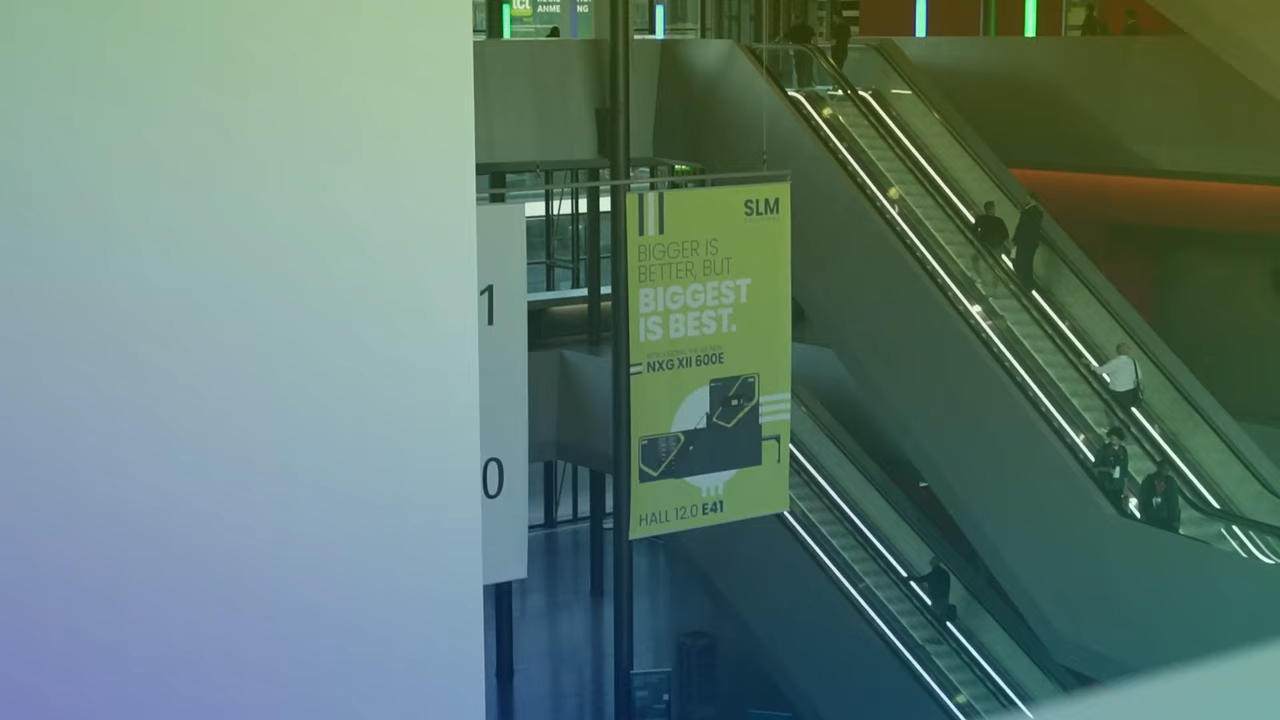 SLM
BIGGER IS
BETTER, BUT
BIGGEST
IS BEST.
NXG XII 600E
HALL 12.0 E41
1
0